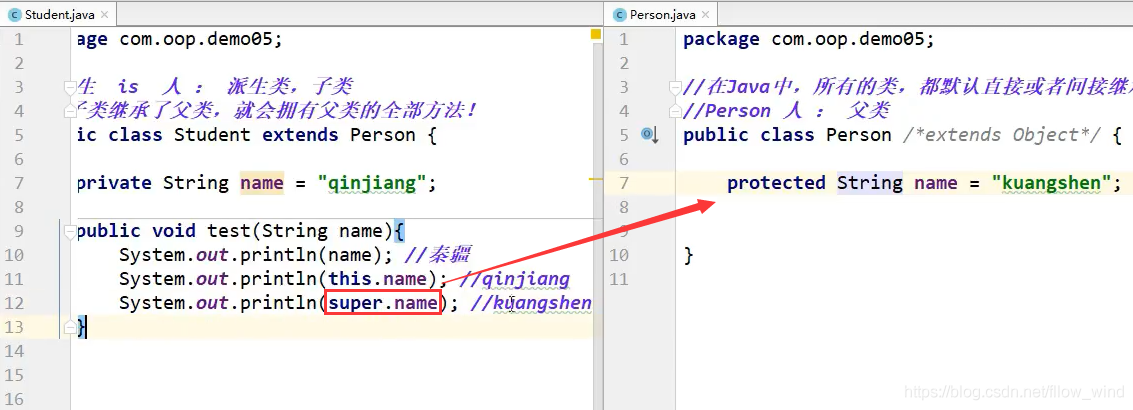 Student.java
1 age com.oop.demo05;
2
3 生 is 人 : 派生类，子类
4 子类继承了父类，就会拥有父类的全部方法！
5 ic class Student extends Person {
6
7 private String name = "qinjiang";
8
9 public void test(String name){
10 System.out.println(name); //秦疆
11 System.out.println(this.name); //qinjiang
12 System.out.println(super.name); //kuangshen
13 }
14
15
16
Person.java
1 package com.oop.demo05;
2
3 //在Java中，所有的类，都默认直接或者间接继
4 //Person 人 : 父类
5 public class Person /*extends Object*/ {
6
7 protected String name = "kuangshen";
8
9
10 }
11
https://blog.csdn.net/fllow_wind